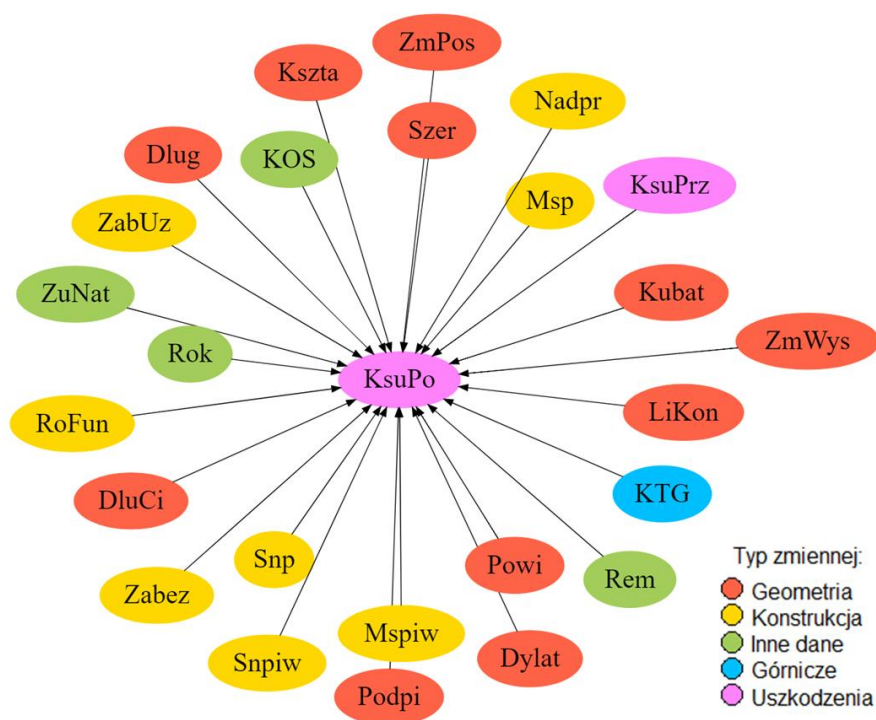 ZmPos
Kszta
Nadpr
Szer
Dlug
KOS
KsuPrz
Msp
ZabUz
ZuNat
Kubat
ZmWys
Rok
KsuPo
LiKon
RoFun
DluCi
KTG
Snp
Powi
Rem
Zabez
Mspiw
Snpiw
Dylat
Podpi
Typ zmiennej:
Geometria
Konstrukcja
Inne dane
Górnicze
Uszkodzenia